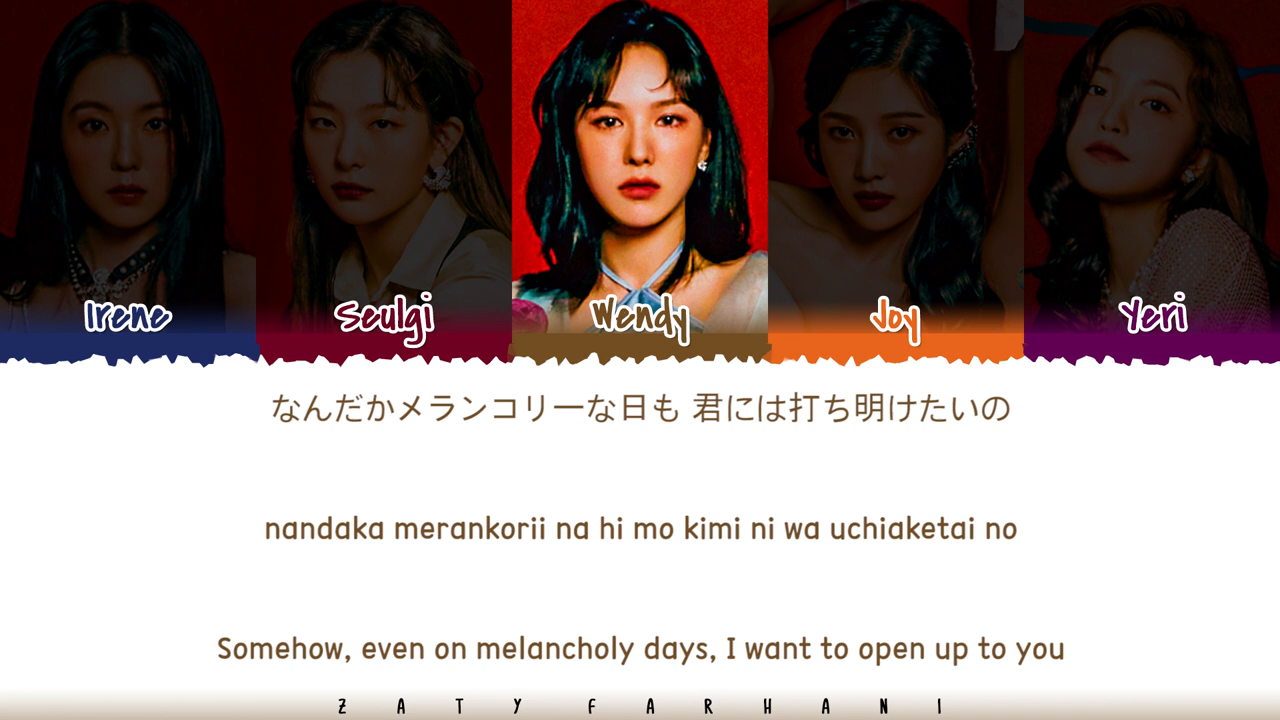 Irene Seulgi Wendy Joy Yeri
なんだかメランコリーな日も 君には打ち明けたいの
nandaka merankorii na hi mo kimi ni wa uchiaketai no
Somehow, even on melancholy days, I want to open up to you
ZATY FARHANI